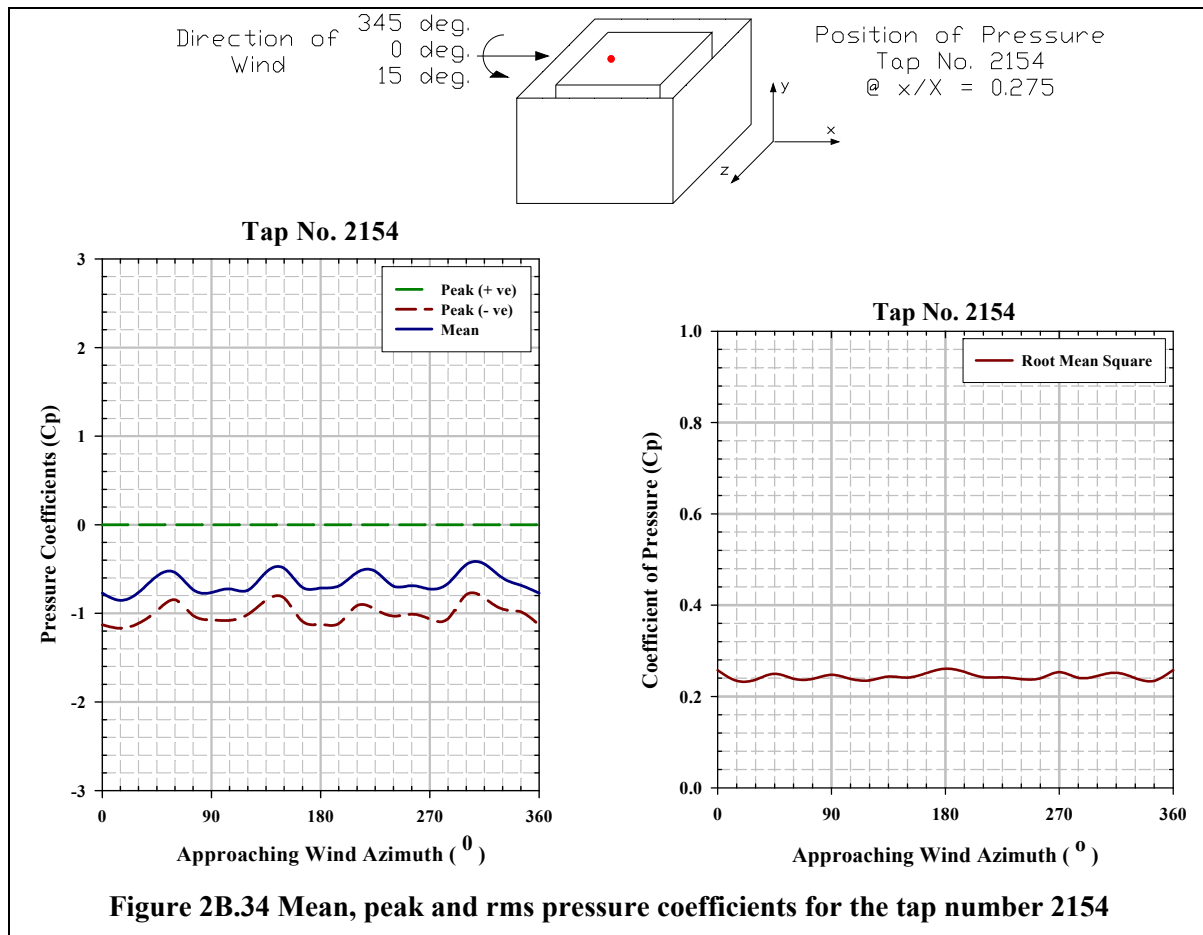 Direction of
Wind
345 deg.
0 deg.
15 deg.
Position of Pressure
Tap No. 2154
@ x/X = 0.275
y
x
z
Tap No. 2154
Peak (+ ve)
Peak (- ve)
Mean
3
2
1
0
-1
-2
-3
Pressure Coefficients (Cp)
0
90
180
270
360
Approaching Wind Azimuth ( 0 )
Tap No. 2154
Root Mean Square
1.0
0.8
0.6
0.4
0.2
0.0
Coefficient of Pressure (Cp)
0
90
180
270
360
Approaching Wind Azimuth ( o )
Figure 2B.34 Mean, peak and rms pressure coefficients for the tap number 2154